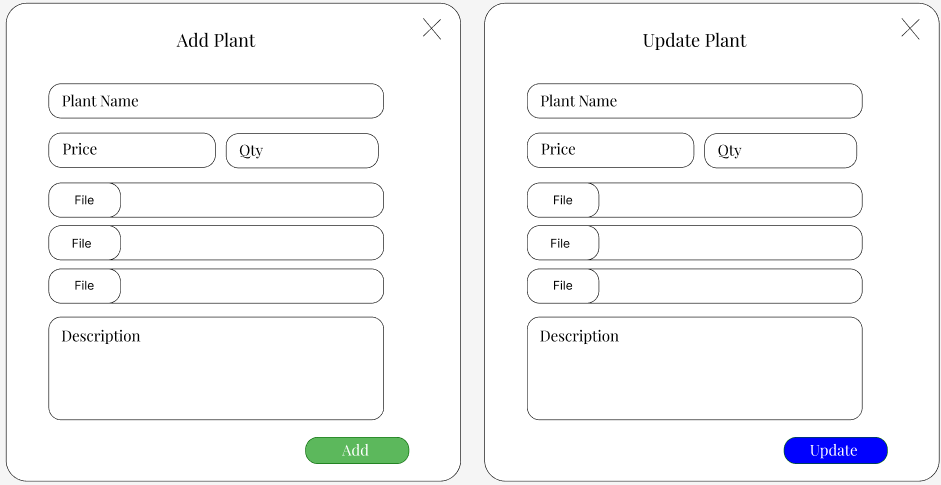 Add Plant
Plant Name
Price
Qty
File
File
File
Description
Add
Update Plant
Plant Name
Price
Qty
File
File
File
Description
Update